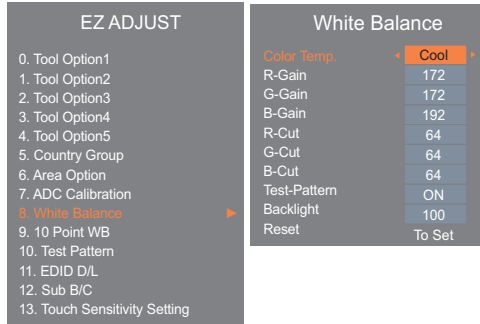 EZ ADJUST
0. Tool Option1
1. Tool Option2
2. Tool Option3
3. Tool Option4
4. Tool Option5
5. Country Group
6. Area Option
7. ADC Calibration
8. White Balance
9. 10 Point WB
10. Test Pattern
11. EDID D/L
12. Sub B/C
13. Touch Sensitivity Setting
White Balance
Color Temp. Cool
R-Gain 172
G-Gain 172
B-Gain 192
R-Cut 64
G-Cut 64
B-Cut 64
Test-Pattern ON
Backlight 100
Reset To Set